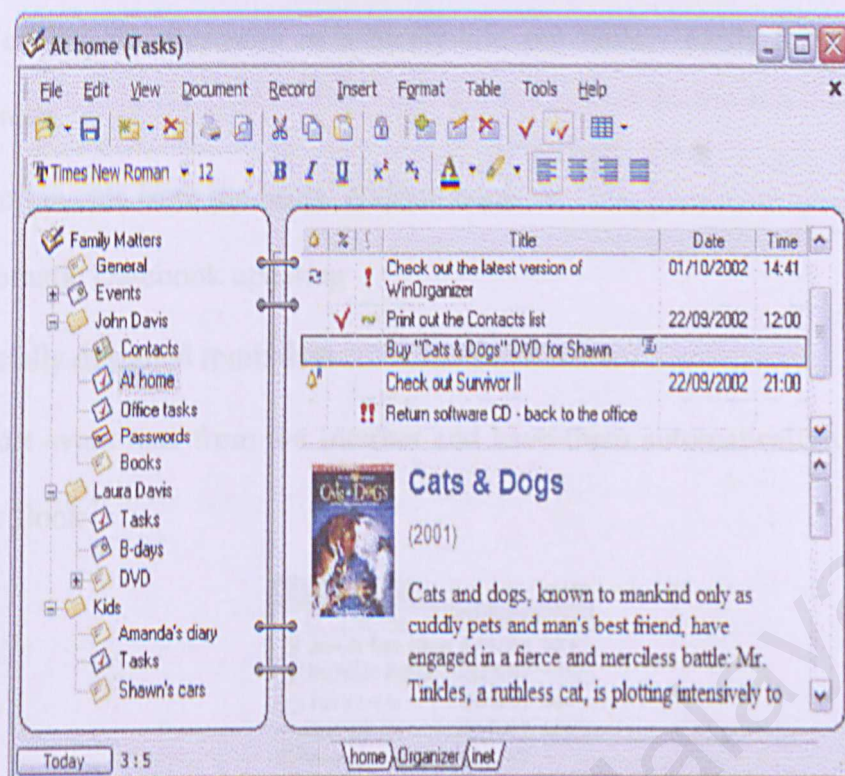 At home (Tasks)
File Edit View Document Record Insert Format Table Tools Help
Times New Roman 12 B I U x² x₂ A
Family Matters
General
Events
John Davis
Contacts
At home
Office tasks
Passwords
Books
Laura Davis
Tasks
B-days
DVD
Kids
Amanda's diary
Tasks
Shawn's cars
% ! Title Date Time
Check out the latest version of WinOrganizer 01/10/2002 14:41
Print out the Contacts list 22/09/2002 12:00
Buy "Cats & Dogs" DVD for Shawn
Check out Survivor II 22/09/2002 21:00
!! Return software CD - back to the office
CATS & DOGS
Cats & Dogs
(2001)
Cats and dogs, known to mankind only as
cuddly pets and man's best friend, have
engaged in a fierce and merciless battle: Mr.
Tinkles, a ruthless cat, is plotting intensively to
Today 3 : 5
home Organizer inet